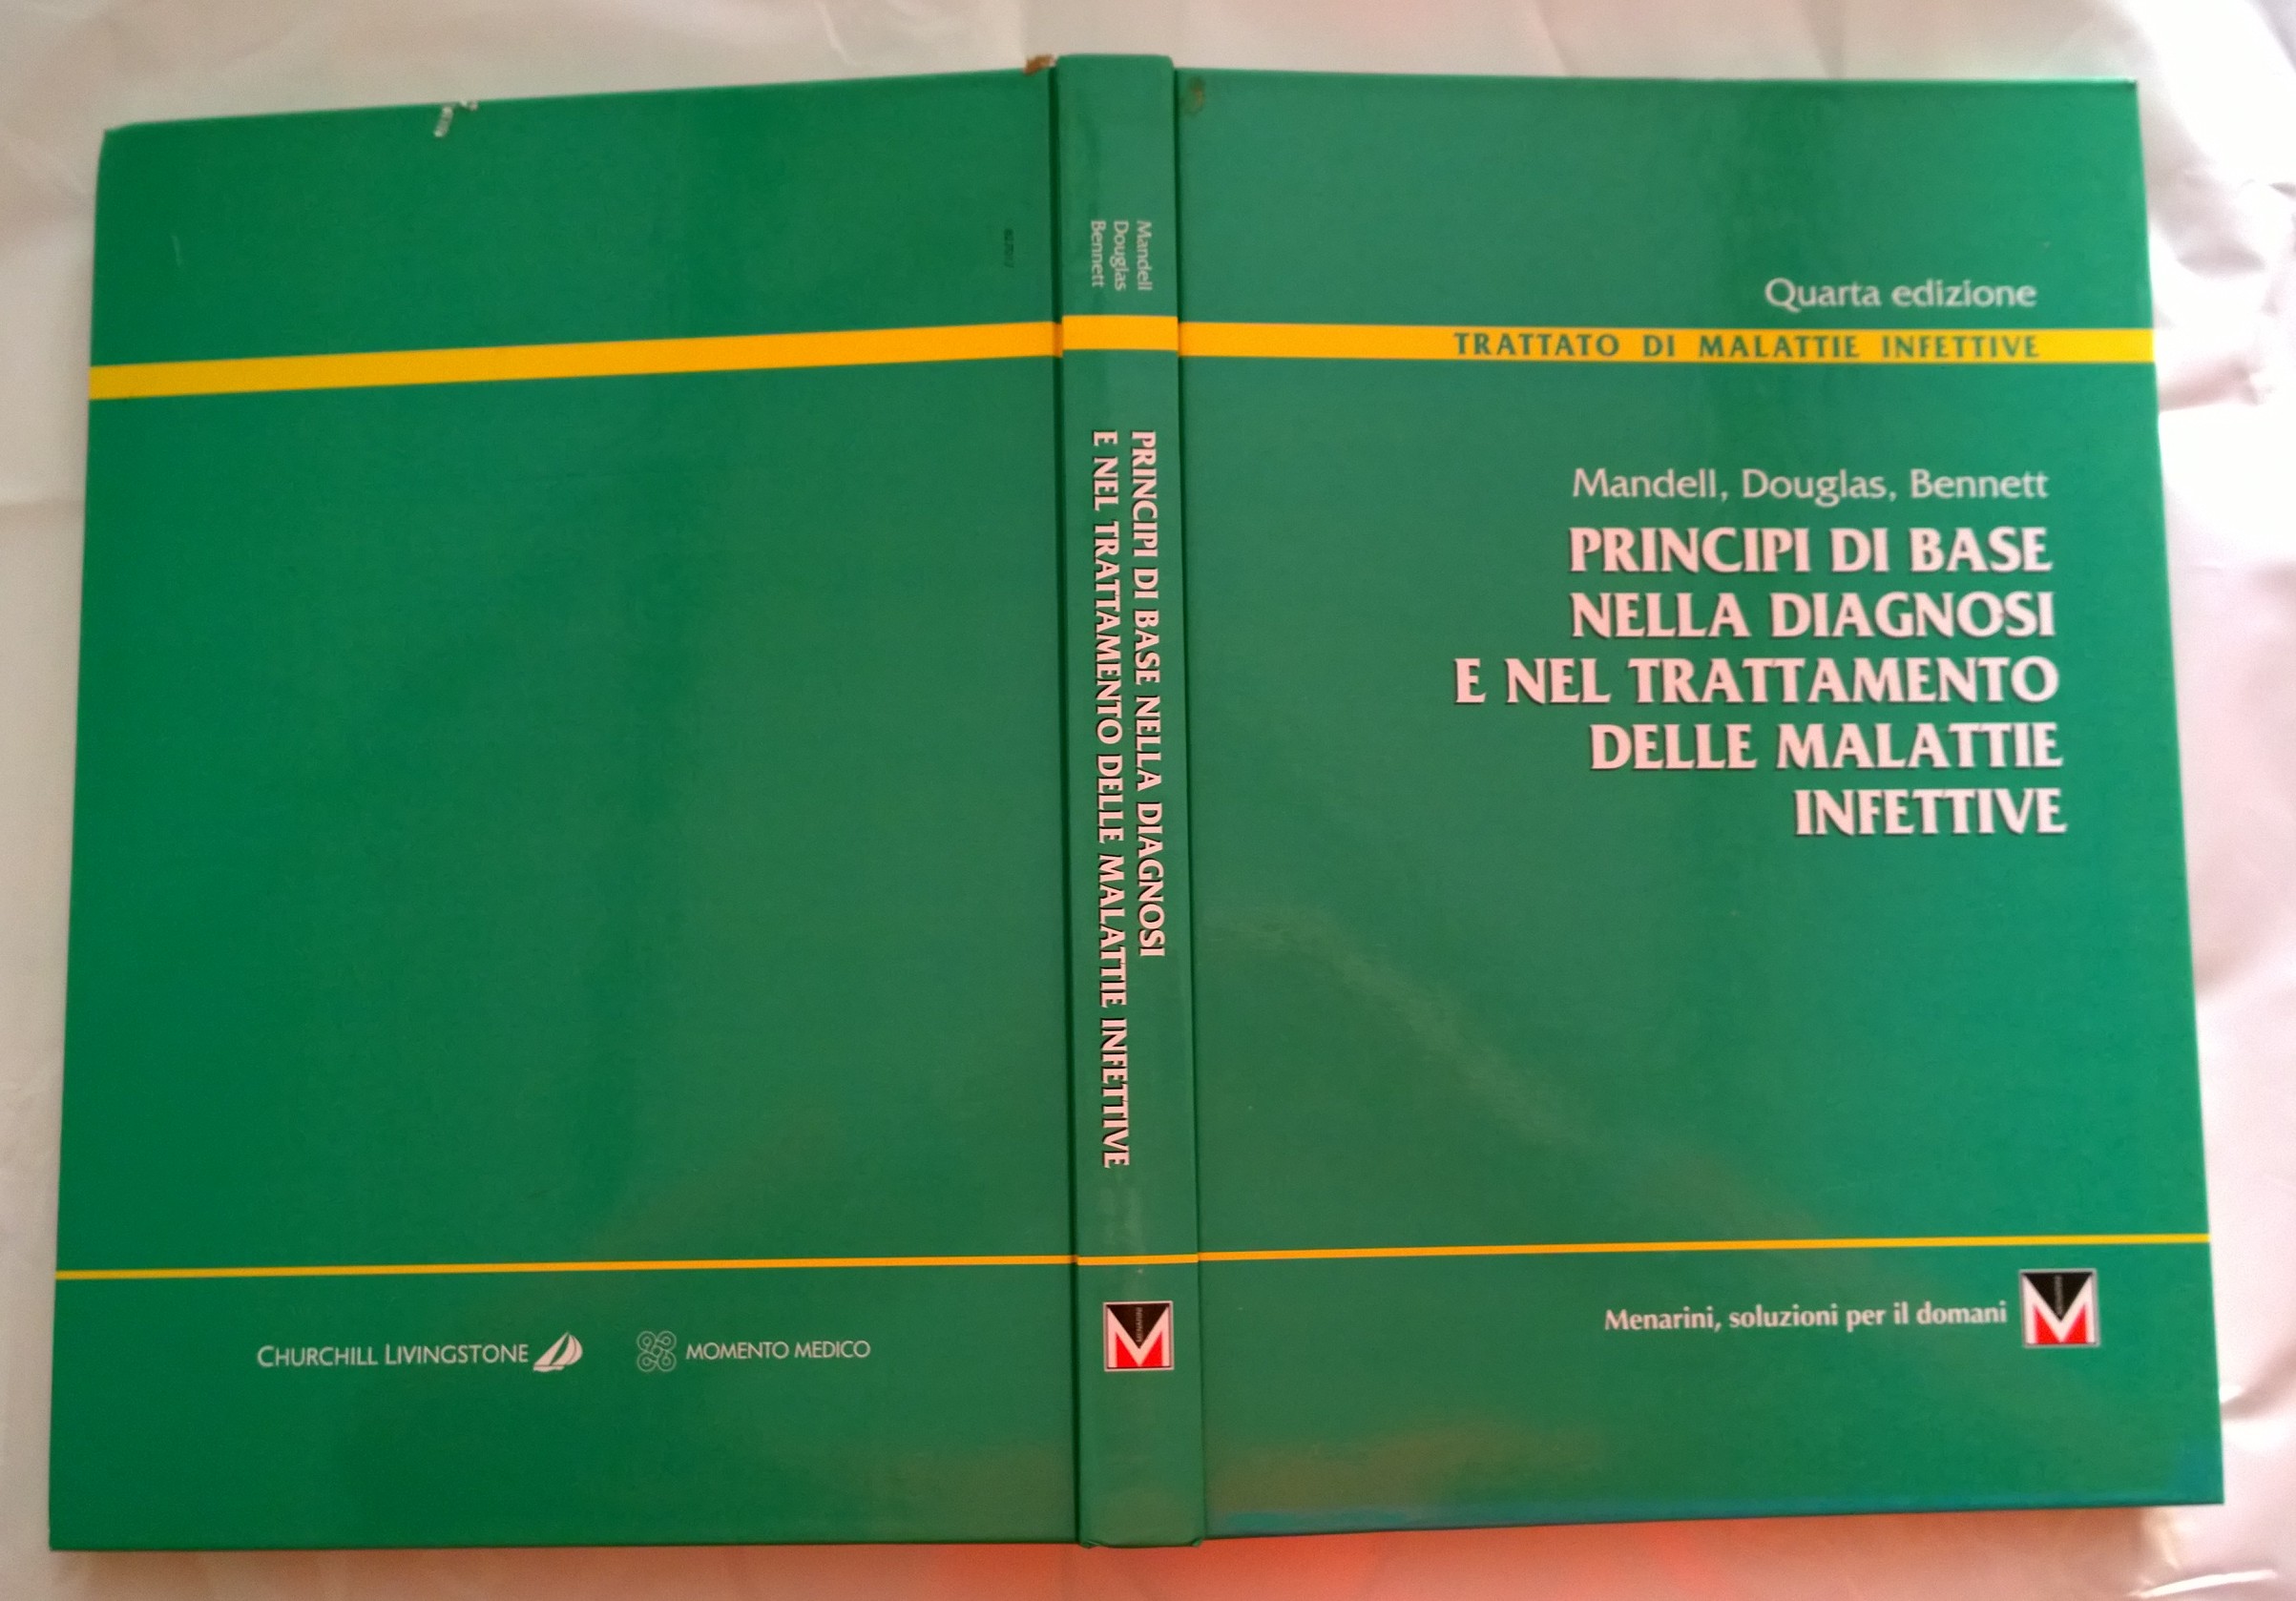 Quarta edizione
TRATTATO DI MALATTIE INFETTIVE
Mandell, Douglas, Bennett
PRINCIPI DI BASE
NELLA DIAGNOSI
E NEL TRATTAMENTO
DELLE MALATTIE
INFETTIVE
Menarini, soluzioni per il domani
Mandell
Douglas
Bennett
PRINCIPI DI BASE NELLA DIAGNOSI
E NEL TRATTAMENTO DELLE MALATTIE INFETTIVE
CHURCHILL LIVINGSTONE
MOMENTO MEDICO